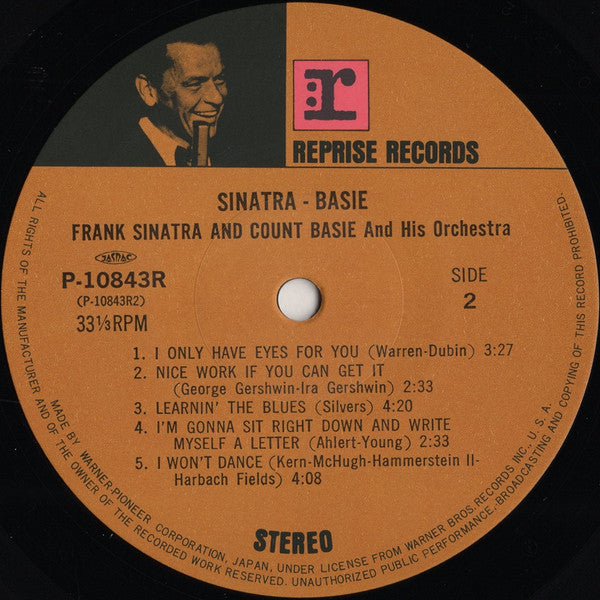 r
REPRISE RECORDS
SINATRA - BASIE
FRANK SINATRA AND COUNT BASIE And His Orchestra
JASRAC
P-10843R
(P-10843R2)
33⅓RPM
SIDE
2
1. I ONLY HAVE EYES FOR YOU (Warren-Dubin) 3:27
2. NICE WORK IF YOU CAN GET IT
(George Gershwin-Ira Gershwin) 2:33
3. LEARNIN' THE BLUES (Silvers) 4:20
4. I'M GONNA SIT RIGHT DOWN AND WRITE
MYSELF A LETTER (Ahlert-Young) 2:33
5. I WON'T DANCE (Kern-McHugh-Hammerstein II-
Harbach Fields) 4:08
STEREO
MADE BY WARNER-PIONEER CORPORATION, JAPAN, UNDER LICENSE FROM WARNER BROS. RECORDS INC., U.S.A.
ALL RIGHTS OF THE MANUFACTURER AND OF THE OWNER OF THE RECORDED WORK RESERVED. UNAUTHORIZED PUBLIC PERFORMANCE, BROADCASTING AND COPYING OF THIS RECORD PROHIBITED.